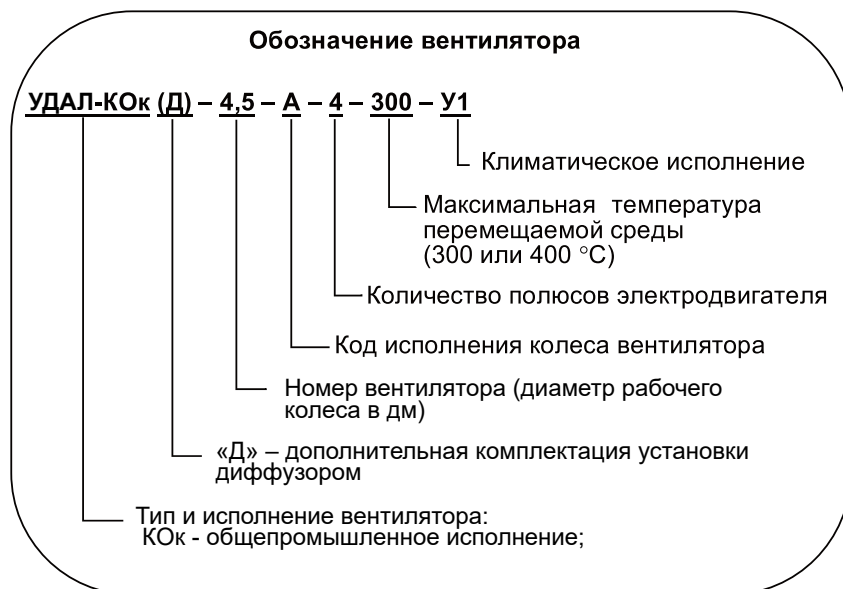 Обозначение вентилятора
УДАЛ-КОк (Д) – 4,5 – А – 4 – 300 – У1
Климатическое исполнение
Максимальная температура
перемещаемой среды
(300 или 400 °С)
Количество полюсов электродвигателя
Код исполнения колеса вентилятора
Номер вентилятора (диаметр рабочего
колеса в дм)
«Д» – дополнительная комплектация установки
диффузором
Тип и исполнение вентилятора:
КОк - общепромышленное исполнение;